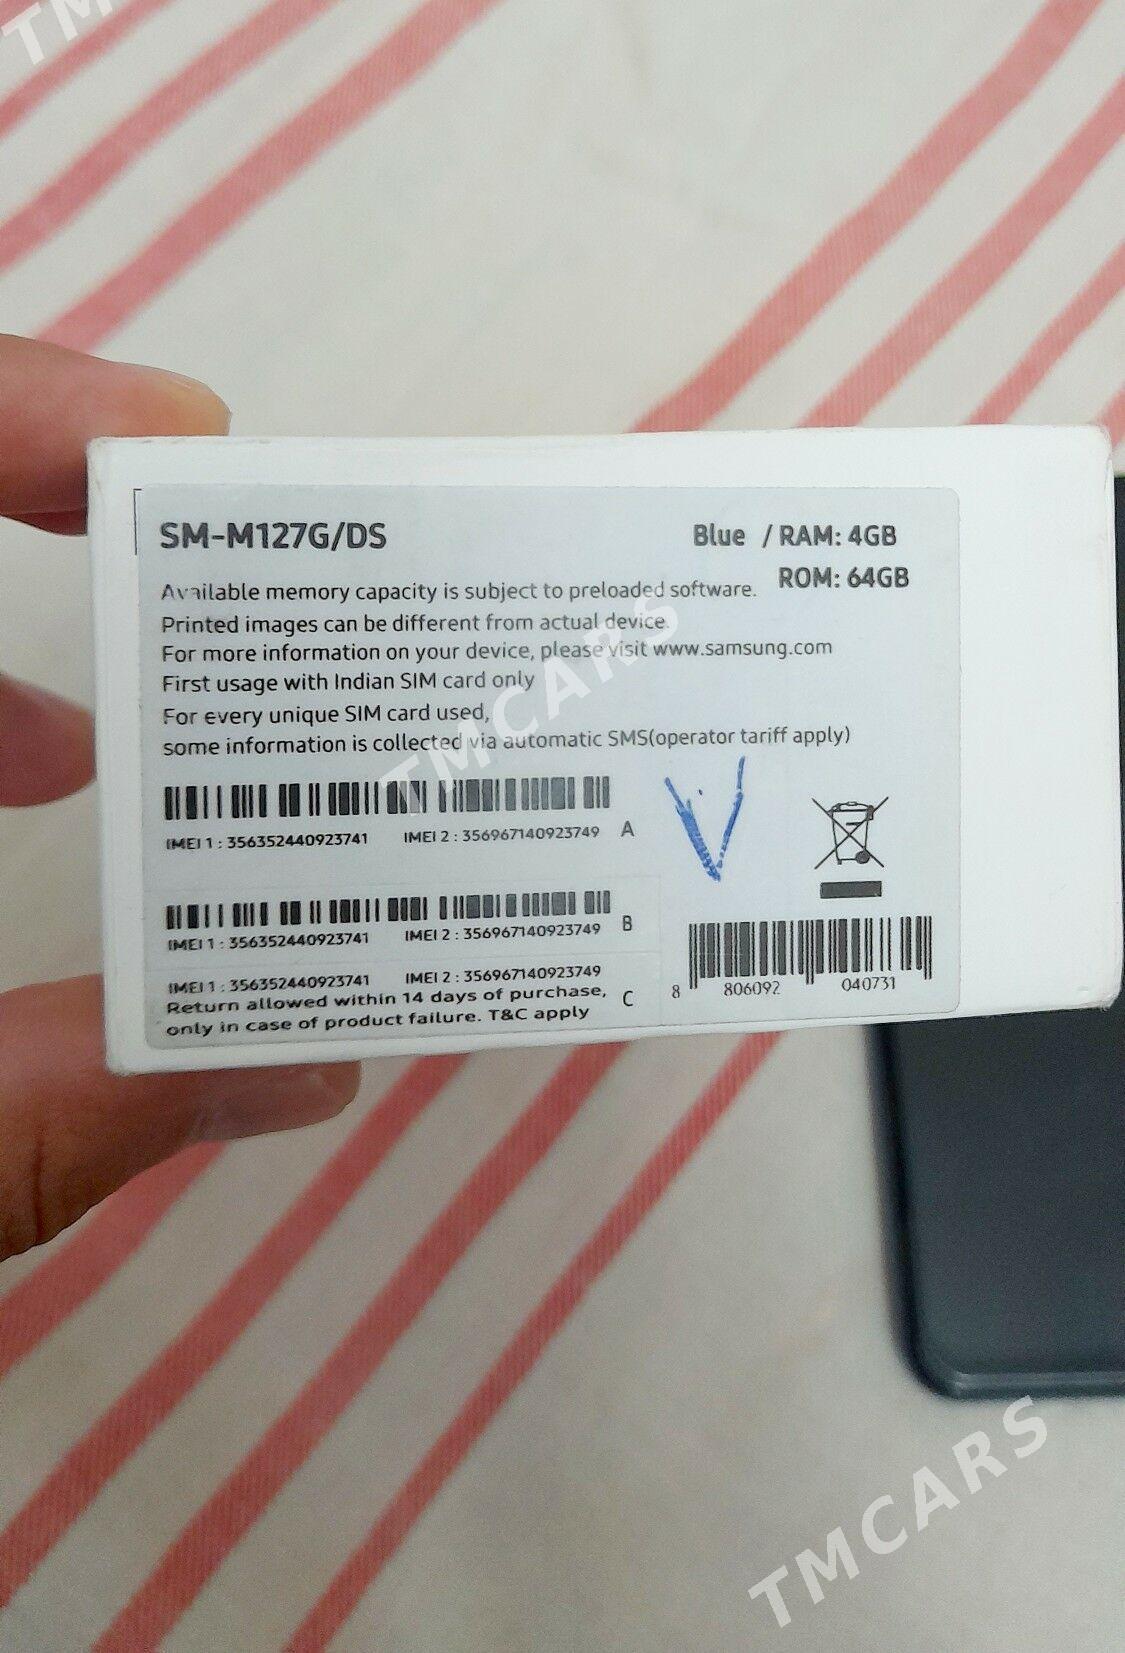 SM-M127G/DS
Blue / RAM: 4GB
ROM: 64GB
Available memory capacity is subject to preloaded software.
Printed images can be different from actual device.
For more information on your device, please visit www.samsung.com
First usage with Indian SIM card only
For every unique SIM card used,
some information is collected via automatic SMS(operator tariff apply)
IMEI 1 : 356352440923741 IMEI 2 : 356967140923749 A
IMEI 1 : 356352440923741 IMEI 2 : 356967140923749 B
IMEI 1 : 356352440923741 IMEI 2 : 356967140923749
Return allowed within 14 days of purchase, C
only in case of product failure. T&C apply
V
8 806092 040731
TMCARS
TMCARS
TM